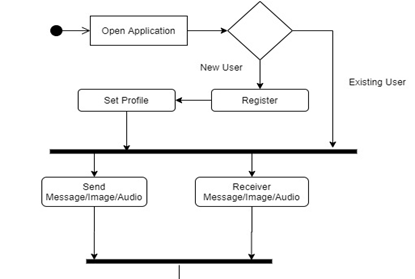 Open Application
New User
Existing User
Set Profile
Register
Send
Message/Image/Audio
Receiver
Message/Image/Audio